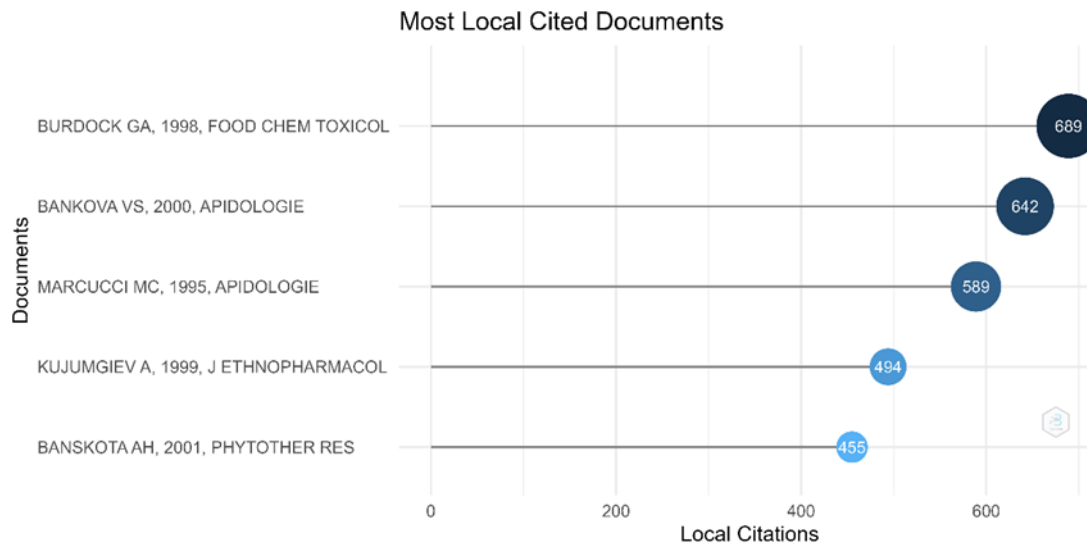 Most Local Cited Documents
Documents
BURDOCK GA, 1998, FOOD CHEM TOXICOL
689
BANKOVA VS, 2000, APIDOLOGIE
642
MARCUCCI MC, 1995, APIDOLOGIE
589
KUJUMGIEV A, 1999, J ETHNOPHARMACOL
494
BANSKOTA AH, 2001, PHYTOTHER RES
455
0 200 400 600
Local Citations